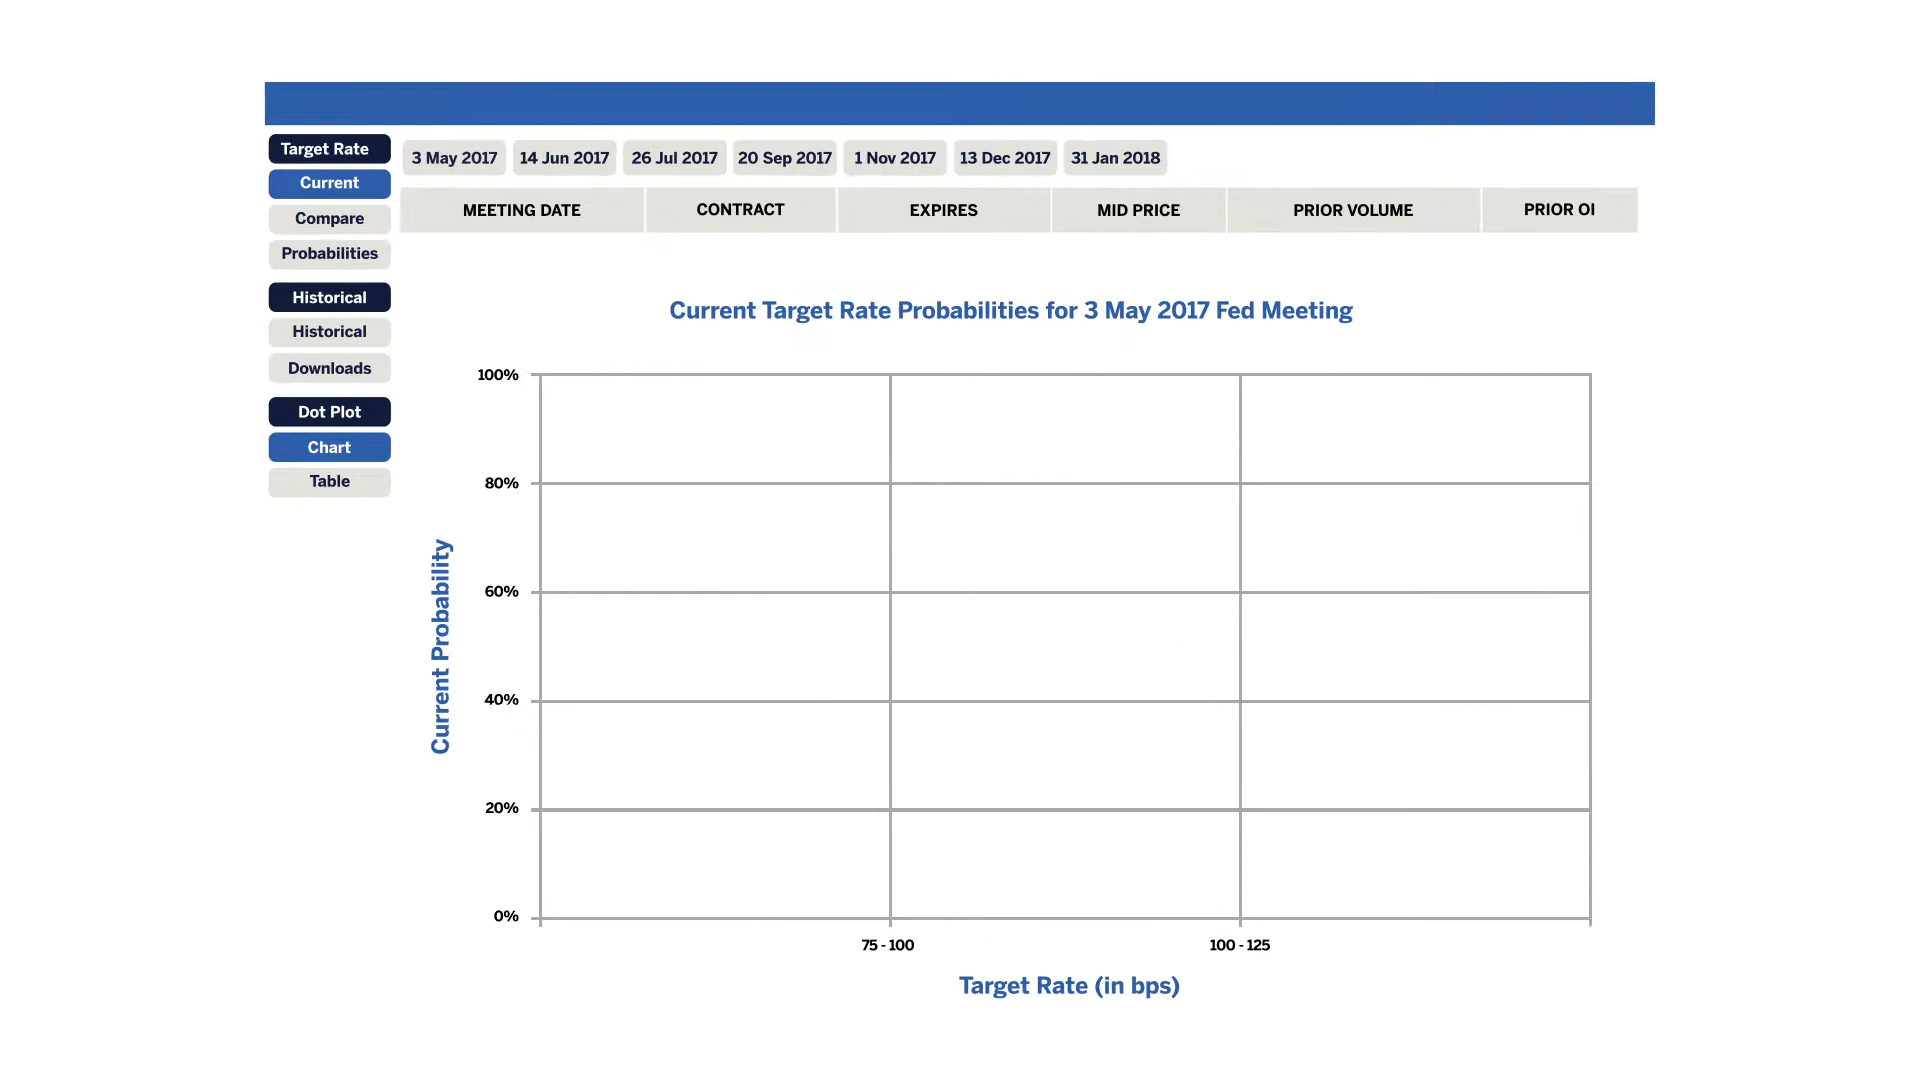 Target Rate
Current
Compare
Probabilities
Historical
Historical
Downloads
Dot Plot
Chart
Table
3 May 2017 14 Jun 2017 26 Jul 2017 20 Sep 2017 1 Nov 2017 13 Dec 2017 31 Jan 2018
MEETING DATE CONTRACT EXPIRES MID PRICE PRIOR VOLUME PRIOR OI
Current Target Rate Probabilities for 3 May 2017 Fed Meeting
Current Probability
100%
80%
60%
40%
20%
0%
75 - 100 100 - 125
Target Rate (in bps)